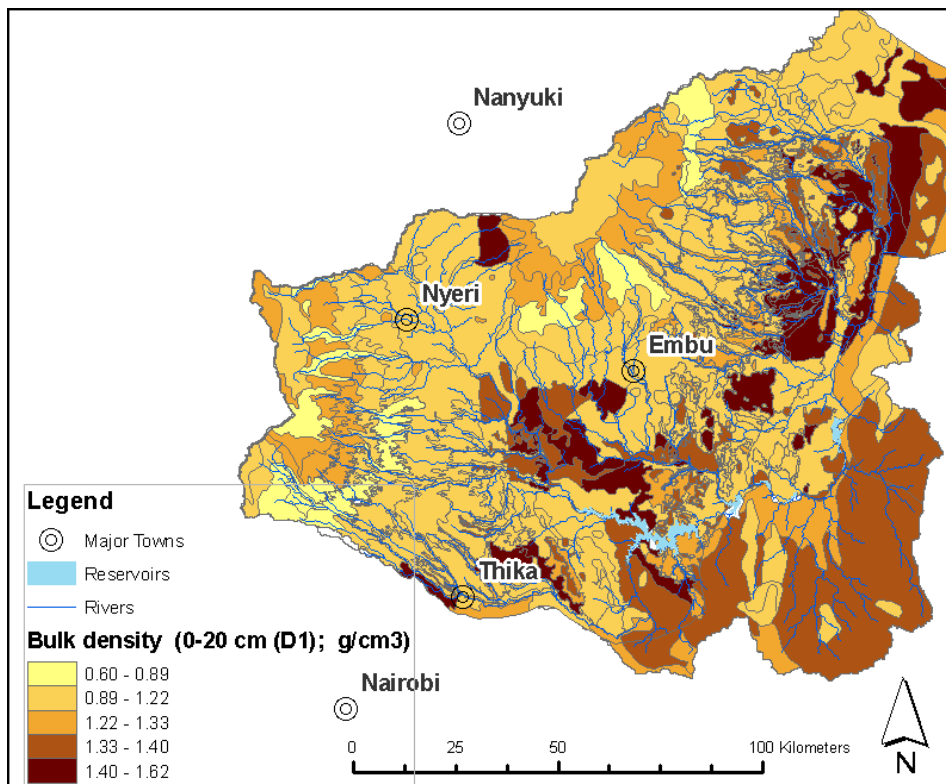 Nanyuki
Nyeri
Embu
Legend
Major Towns
Reservoirs
Rivers
Thika
Bulk density (0-20 cm (D1); g/cm3)
0.60 - 0.89
0.89 - 1.22
1.22 - 1.33
1.33 - 1.40
1.40 - 1.62
Nairobi
0 25 50 100 Kilometers
N